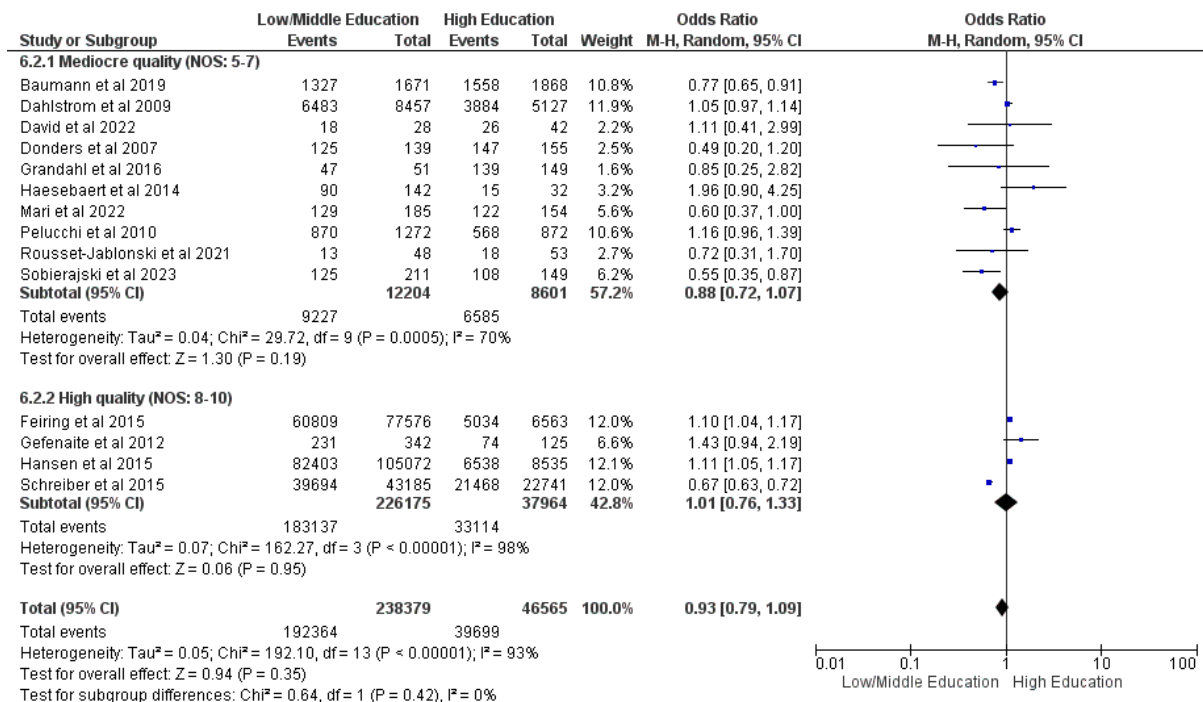 Low/Middle Education High Education Odds Ratio Odds Ratio
Study or Subgroup Events Total Events Total Weight M-H, Random, 95% CI M-H, Random, 95% CI
6.2.1 Mediocre quality (NOS: 5-7)
Baumann et al 2019 1327 1671 1558 1868 10.8% 0.77 [0.65, 0.91]
Dahlstrom et al 2009 6483 8457 3884 5127 11.9% 1.05 [0.97, 1.14]
David et al 2022 18 28 26 42 2.2% 1.11 [0.41, 2.99]
Donders et al 2007 125 139 147 155 2.5% 0.49 [0.20, 1.20]
Grandahl et al 2016 47 51 139 149 1.6% 0.85 [0.25, 2.82]
Haesebaert et al 2014 90 142 15 32 3.2% 1.96 [0.90, 4.25]
Mari et al 2022 129 185 122 154 5.6% 0.60 [0.37, 1.00]
Pelucchi et al 2010 870 1272 568 872 10.6% 1.16 [0.96, 1.39]
Rousset-Jablonski et al 2021 13 48 18 53 2.7% 0.72 [0.31, 1.70]
Sobierajski et al 2023 125 211 108 149 6.2% 0.55 [0.35, 0.87]
Subtotal (95% CI) 12204 8601 57.2% 0.88 [0.72, 1.07]
Total events 9227 6585
Heterogeneity: Tau² = 0.04; Chi² = 29.72, df = 9 (P = 0.0005); I² = 70%
Test for overall effect: Z = 1.30 (P = 0.19)
6.2.2 High quality (NOS: 8-10)
Feiring et al 2015 60809 77576 5034 6563 12.0% 1.10 [1.04, 1.17]
Gefenaite et al 2012 231 342 74 125 6.6% 1.43 [0.94, 2.19]
Hansen et al 2015 82403 105072 6538 8535 12.1% 1.11 [1.05, 1.17]
Schreiber et al 2015 39694 43185 21468 22741 12.0% 0.67 [0.63, 0.72]
Subtotal (95% CI) 226175 37964 42.8% 1.01 [0.76, 1.33]
Total events 183137 33114
Heterogeneity: Tau² = 0.07; Chi² = 162.27, df = 3 (P < 0.00001); I² = 98%
Test for overall effect: Z = 0.06 (P = 0.95)
Total (95% CI) 238379 46565 100.0% 0.93 [0.79, 1.09]
Total events 192364 39699
Heterogeneity: Tau² = 0.05; Chi² = 192.10, df = 13 (P < 0.00001); I² = 93%
Test for overall effect: Z = 0.94 (P = 0.35)
Test for subgroup differences: Chi² = 0.64, df = 1 (P = 0.42), I² = 0%
0.01 0.1 1 10 100
Low/Middle Education High Education